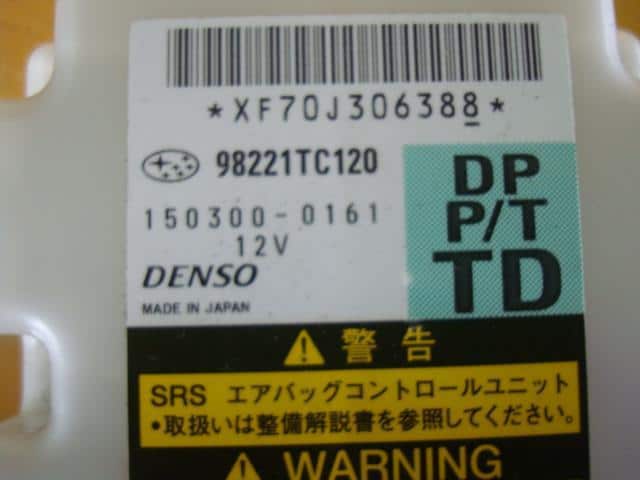 *XF70J306388*
98221TC120
150300-0161
12V
DENSO
MADE IN JAPAN
DP
P/T
TD
警告
SRS エアバッグコントロールユニット
•取扱いは整備解説書を参照してください。
WARNING